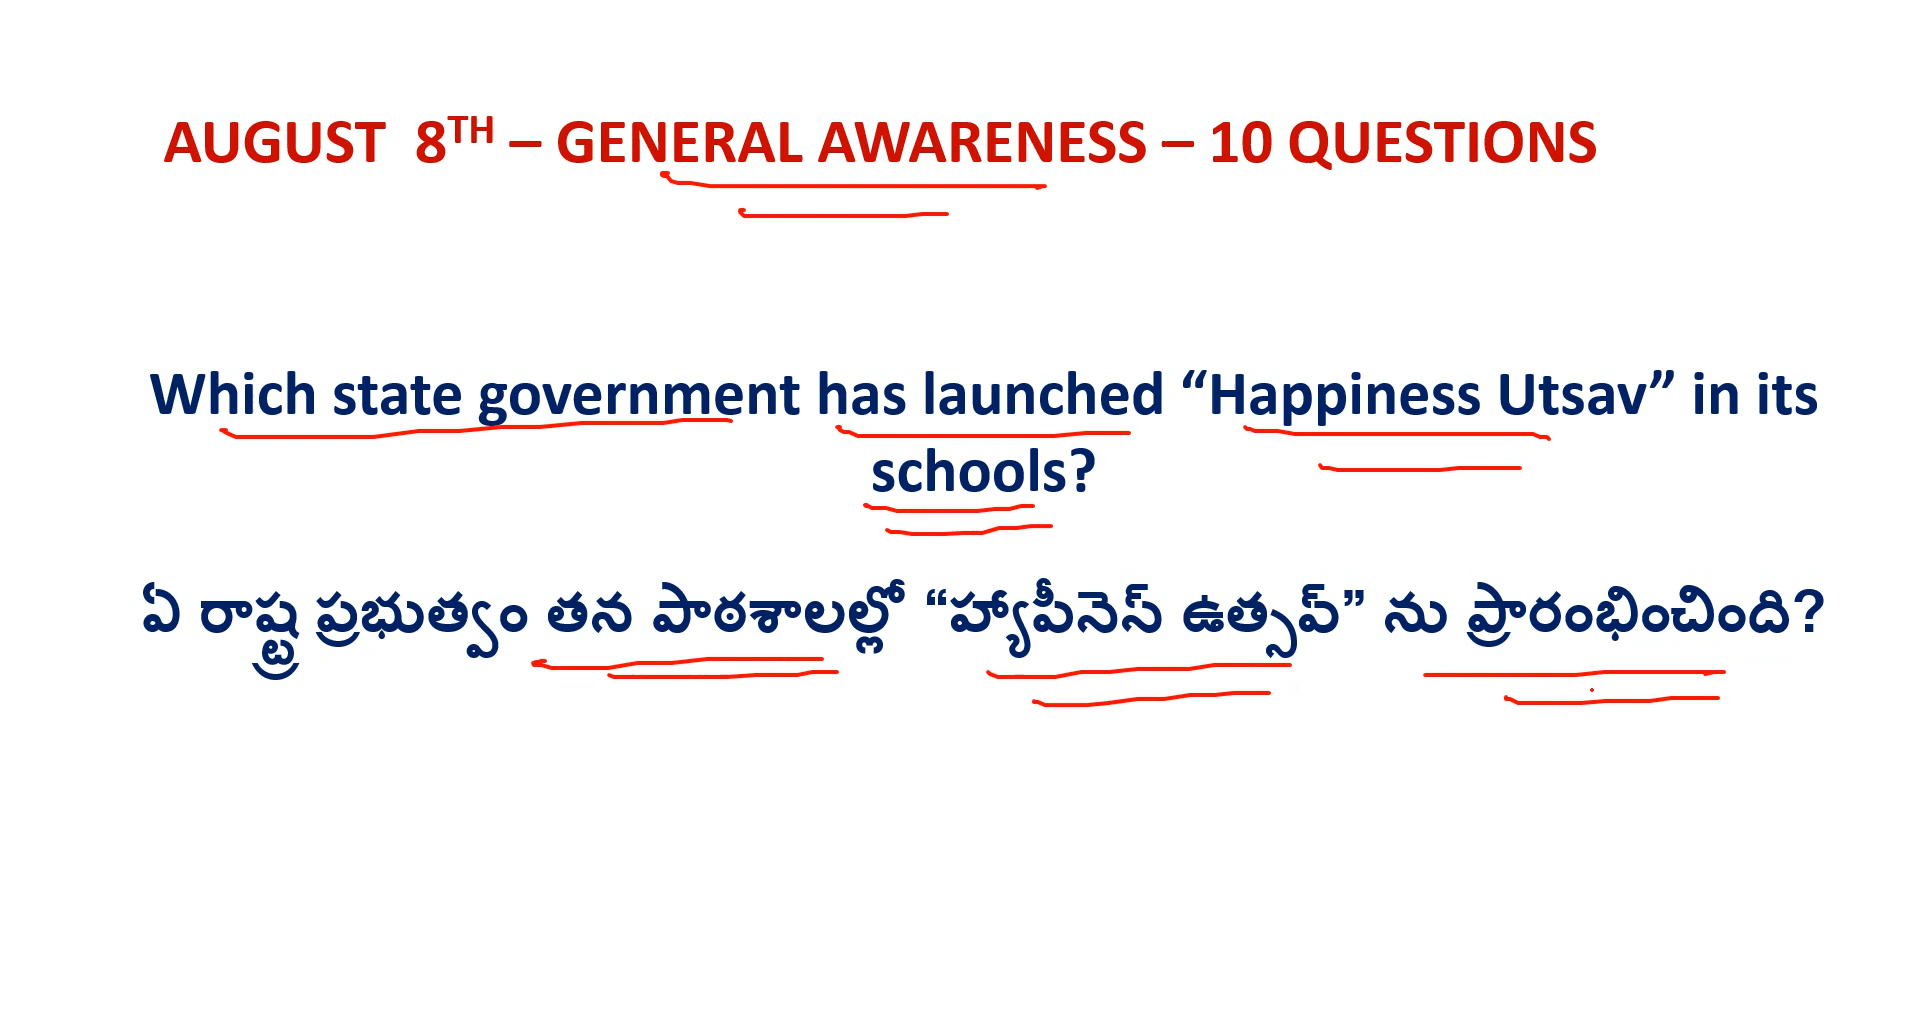 AUGUST 8TH – GENERAL AWARENESS – 10 QUESTIONS
Which state government has launched “Happiness Utsav” in its
schools?
ఏ రాష్ట్ర ప్రభుత్వం తన పాఠశాలల్లో “హ్యాపీనెస్ ఉత్సవ్” ను ప్రారంభించింది?